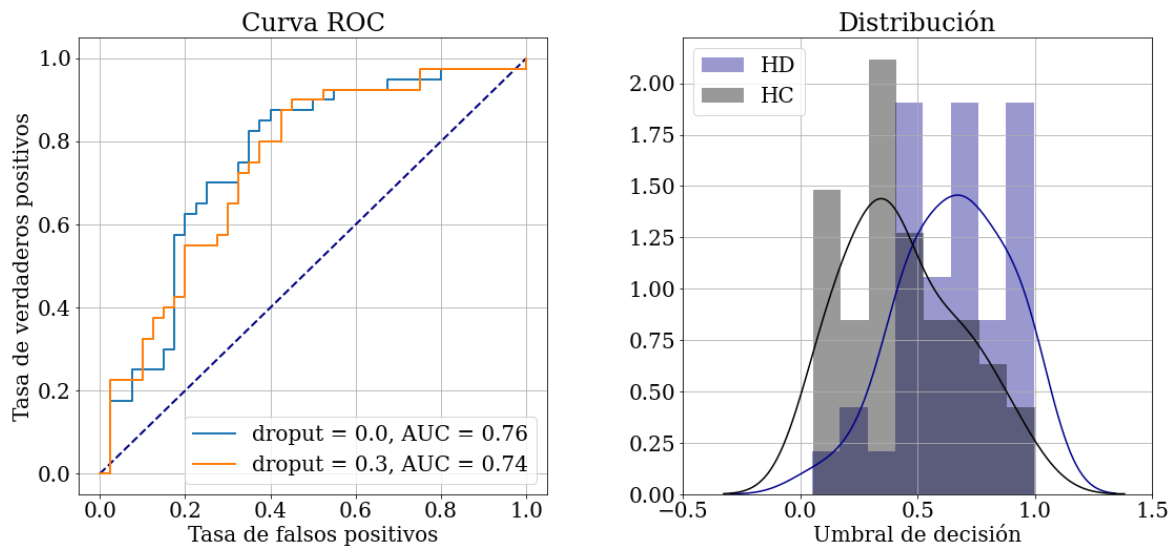 Curva ROC
Tasa de verdaderos positivos
1.0
0.8
0.6
0.4
0.2
0.0
droput = 0.0, AUC = 0.76
droput = 0.3, AUC = 0.74
0.0 0.2 0.4 0.6 0.8 1.0
Tasa de falsos positivos
Distribución
HD
HC
2.00
1.75
1.50
1.25
1.00
0.75
0.50
0.25
0.00
−0.5 0.0 0.5 1.0 1.5
Umbral de decisión